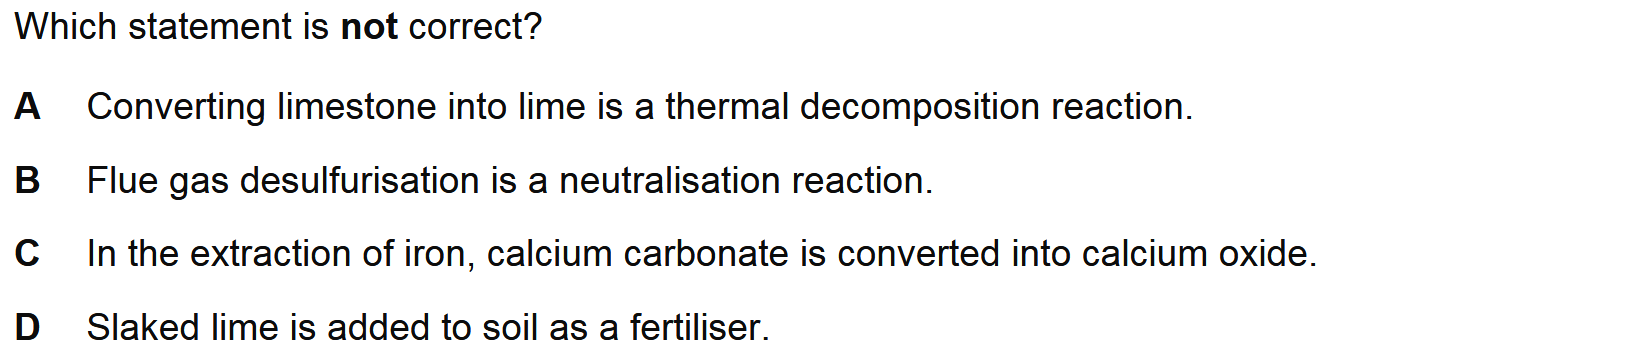 Which statement is not correct?
A Converting limestone into lime is a thermal decomposition reaction.
B Flue gas desulfurisation is a neutralisation reaction.
C In the extraction of iron, calcium carbonate is converted into calcium oxide.
D Slaked lime is added to soil as a fertiliser.